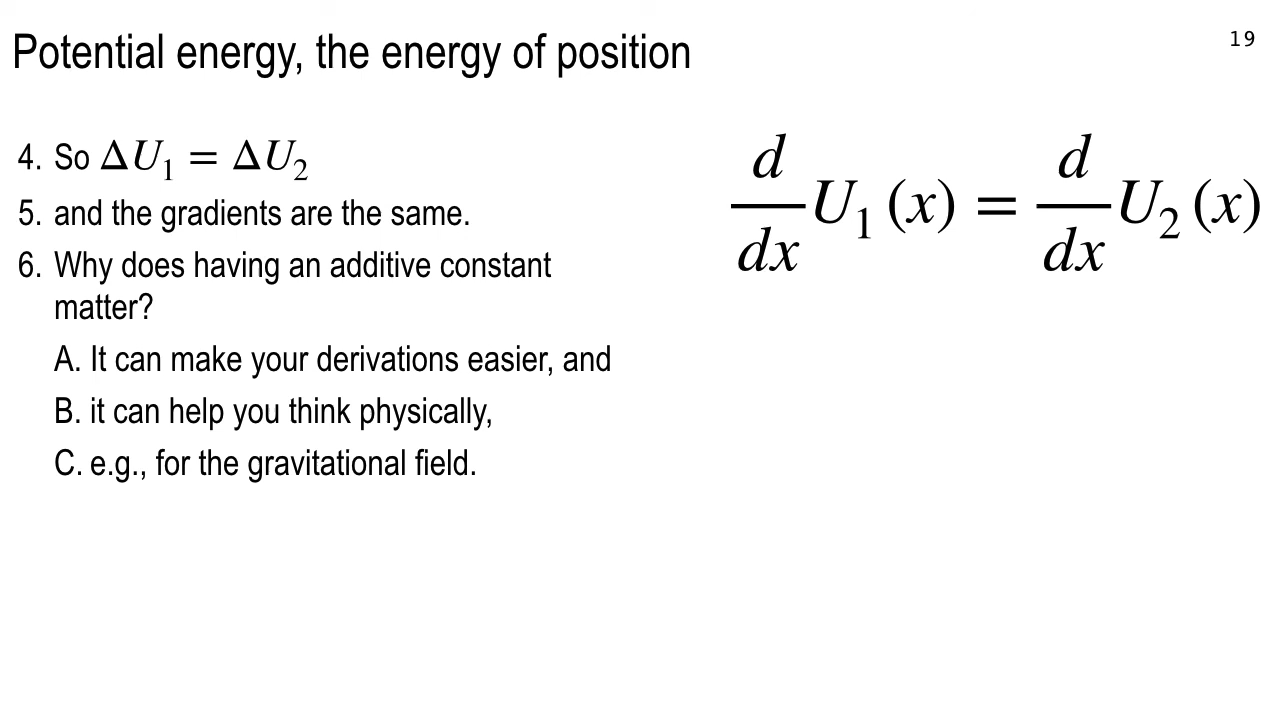 Potential energy, the energy of position
19
4. So ΔU₁ = ΔU₂
5. and the gradients are the same.
6. Why does having an additive constant
matter?
A. It can make your derivations easier, and
B. it can help you think physically,
C. e.g., for the gravitational field.
d/dx U₁ (x) = d/dx U₂ (x)